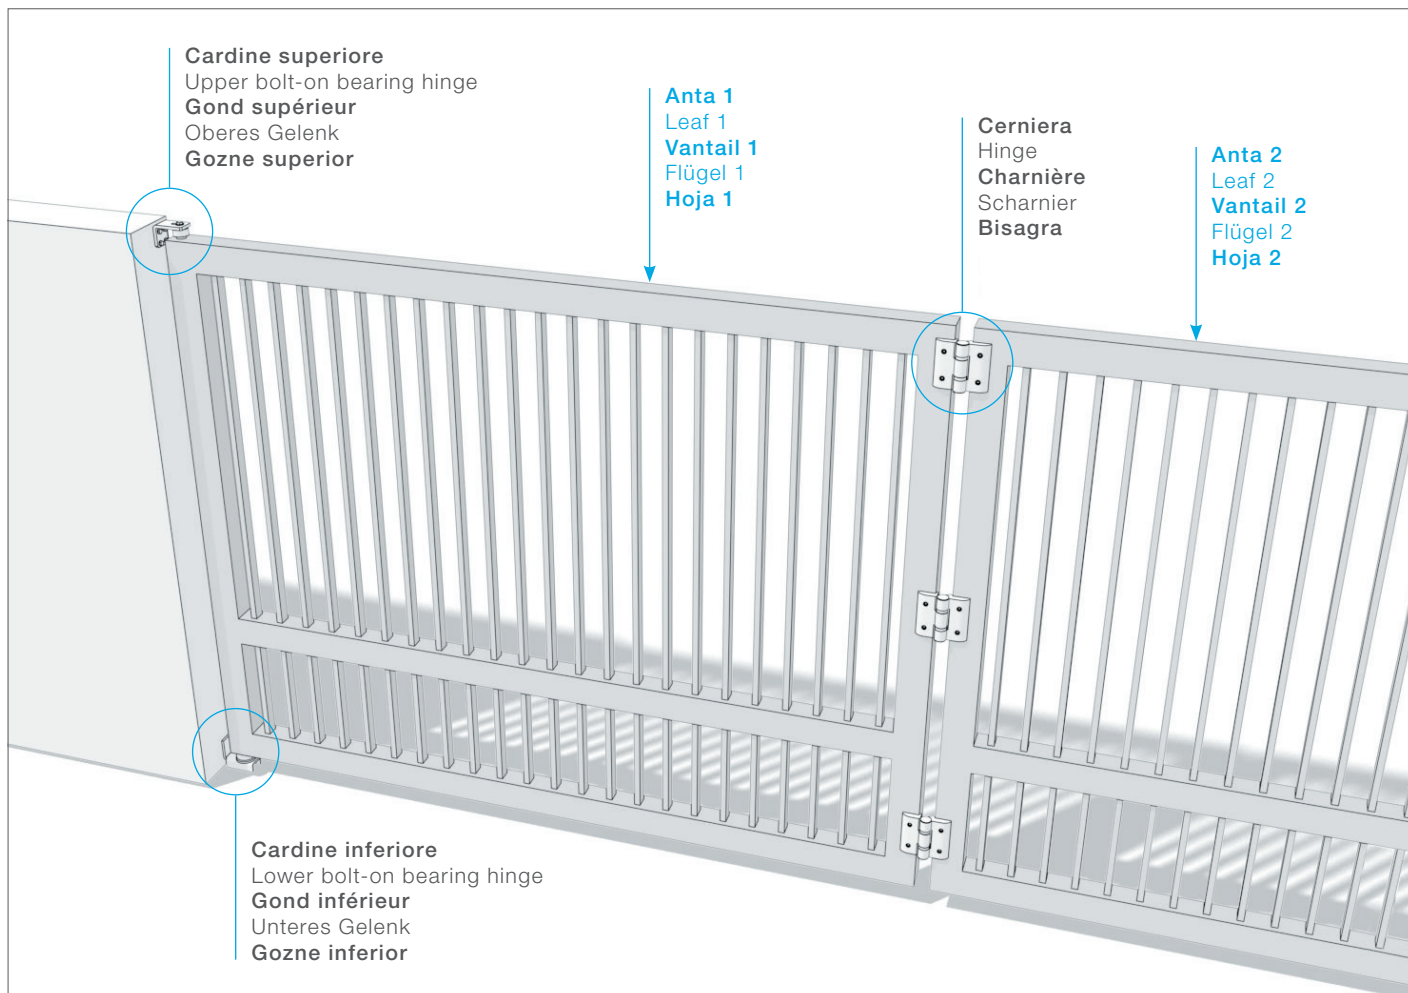 Cardine superiore
Upper bolt-on bearing hinge
Gond supérieur
Oberes Gelenk
Gozne superior
Anta 1
Leaf 1
Vantail 1
Flügel 1
Hoja 1
Cerniera
Hinge
Charnière
Scharnier
Bisagra
Anta 2
Leaf 2
Vantail 2
Flügel 2
Hoja 2
Cardine inferiore
Lower bolt-on bearing hinge
Gond inférieur
Unteres Gelenk
Gozne inferior